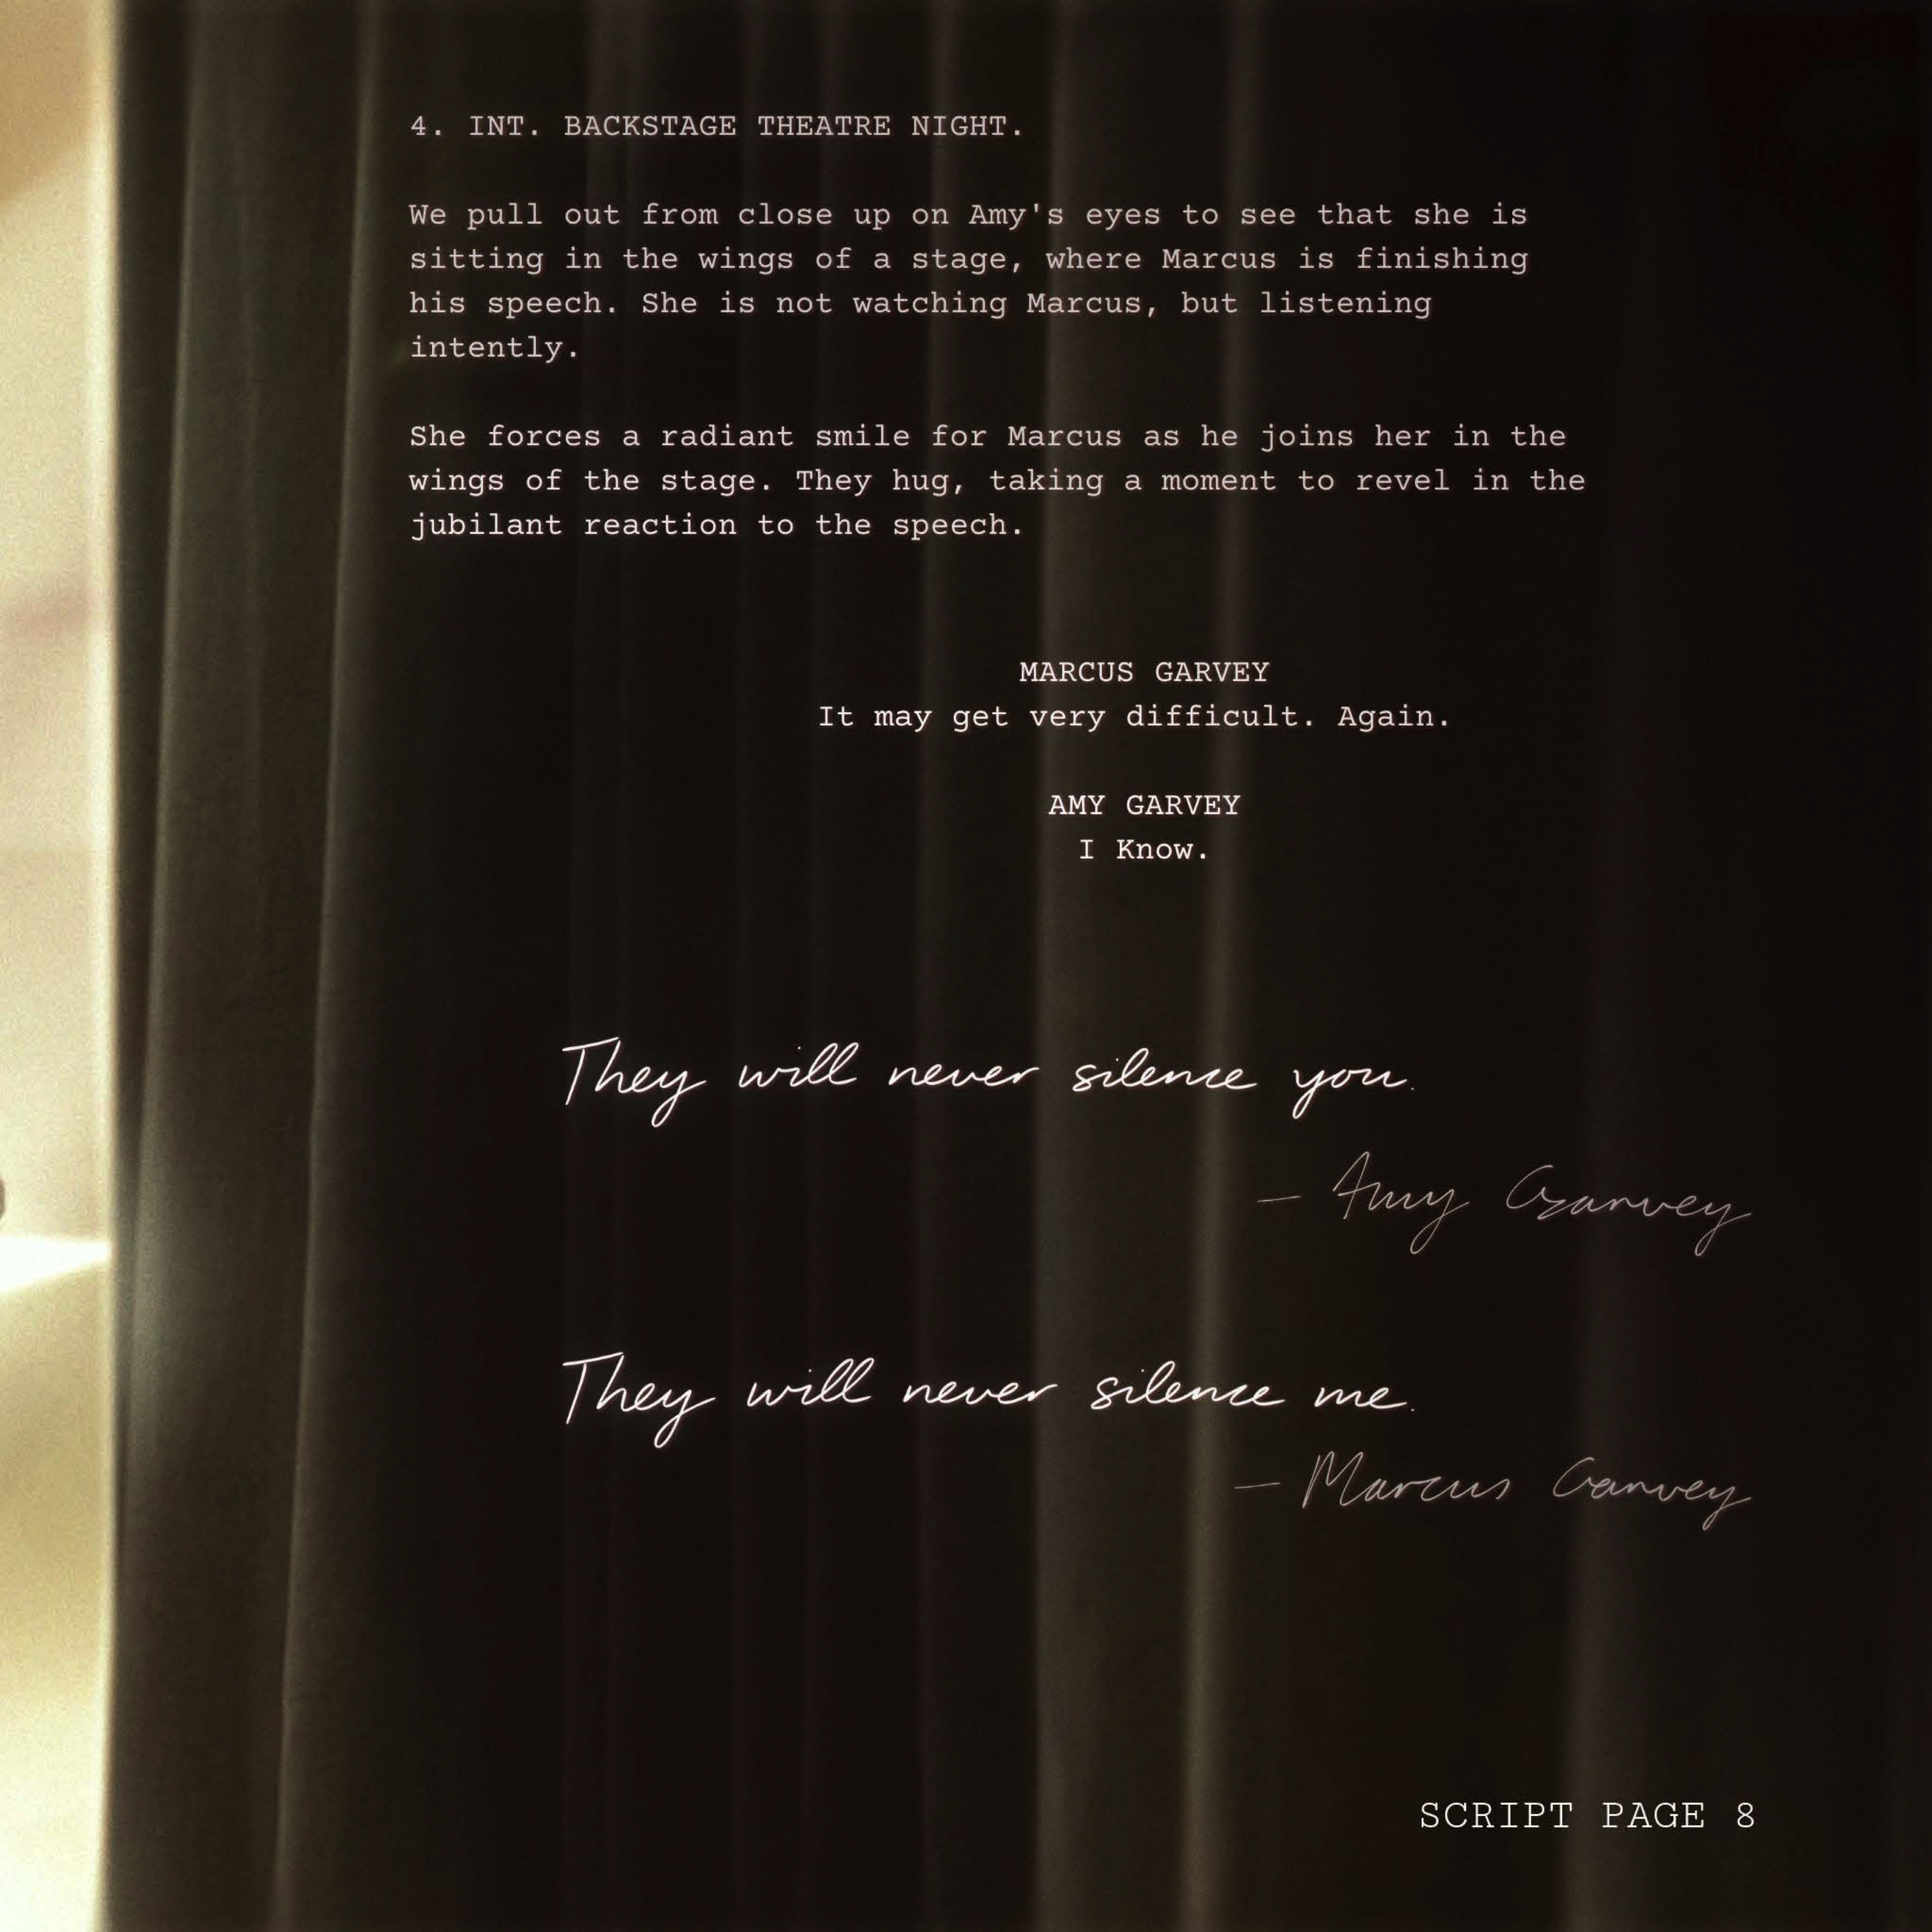 4. INT. BACKSTAGE THEATRE NIGHT.
We pull out from close up on Amy's eyes to see that she is
sitting in the wings of a stage, where Marcus is finishing
his speech. She is not watching Marcus, but listening
intently.
She forces a radiant smile for Marcus as he joins her in the
wings of the stage. They hug, taking a moment to revel in the
jubilant reaction to the speech.
MARCUS GARVEY
It may get very difficult. Again.
AMY GARVEY
I Know.
They will never silence you.
— Amy Garvey
They will never silence me.
— Marcus Garvey
SCRIPT PAGE 8